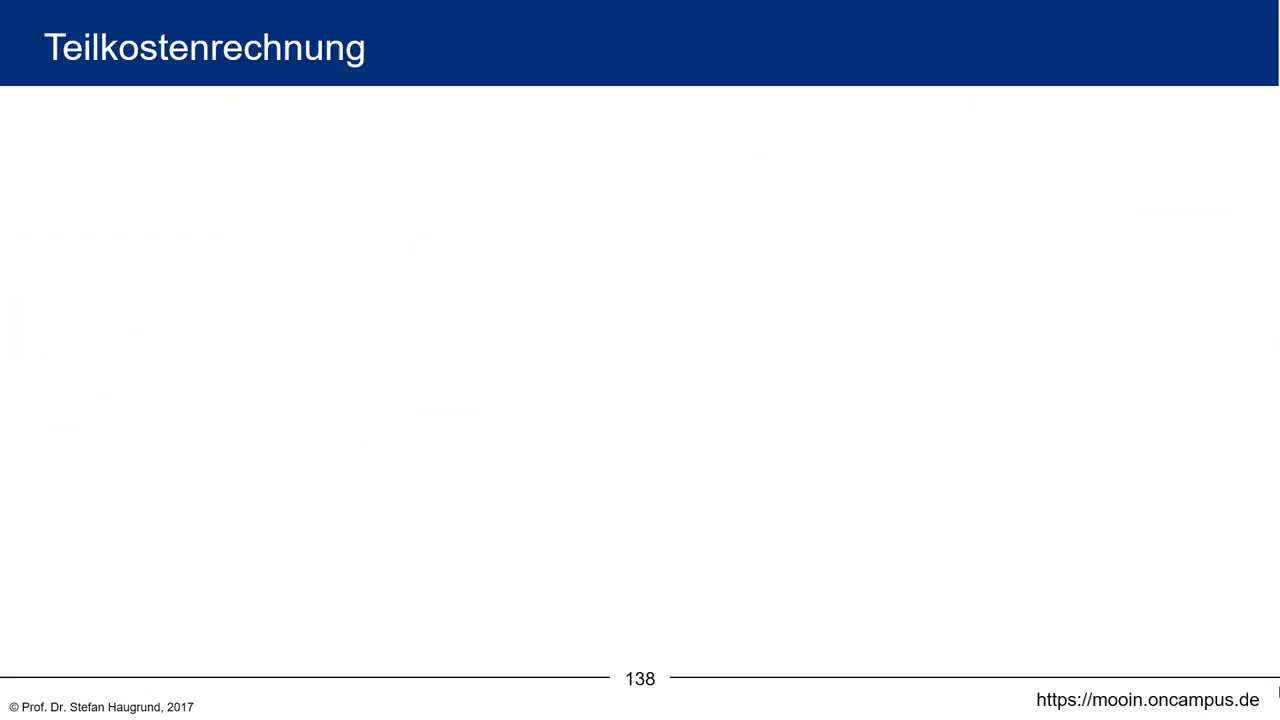 Teilkostenrechnung
138
© Prof. Dr. Stefan Haugrund, 2017
https://mooin.oncampus.de